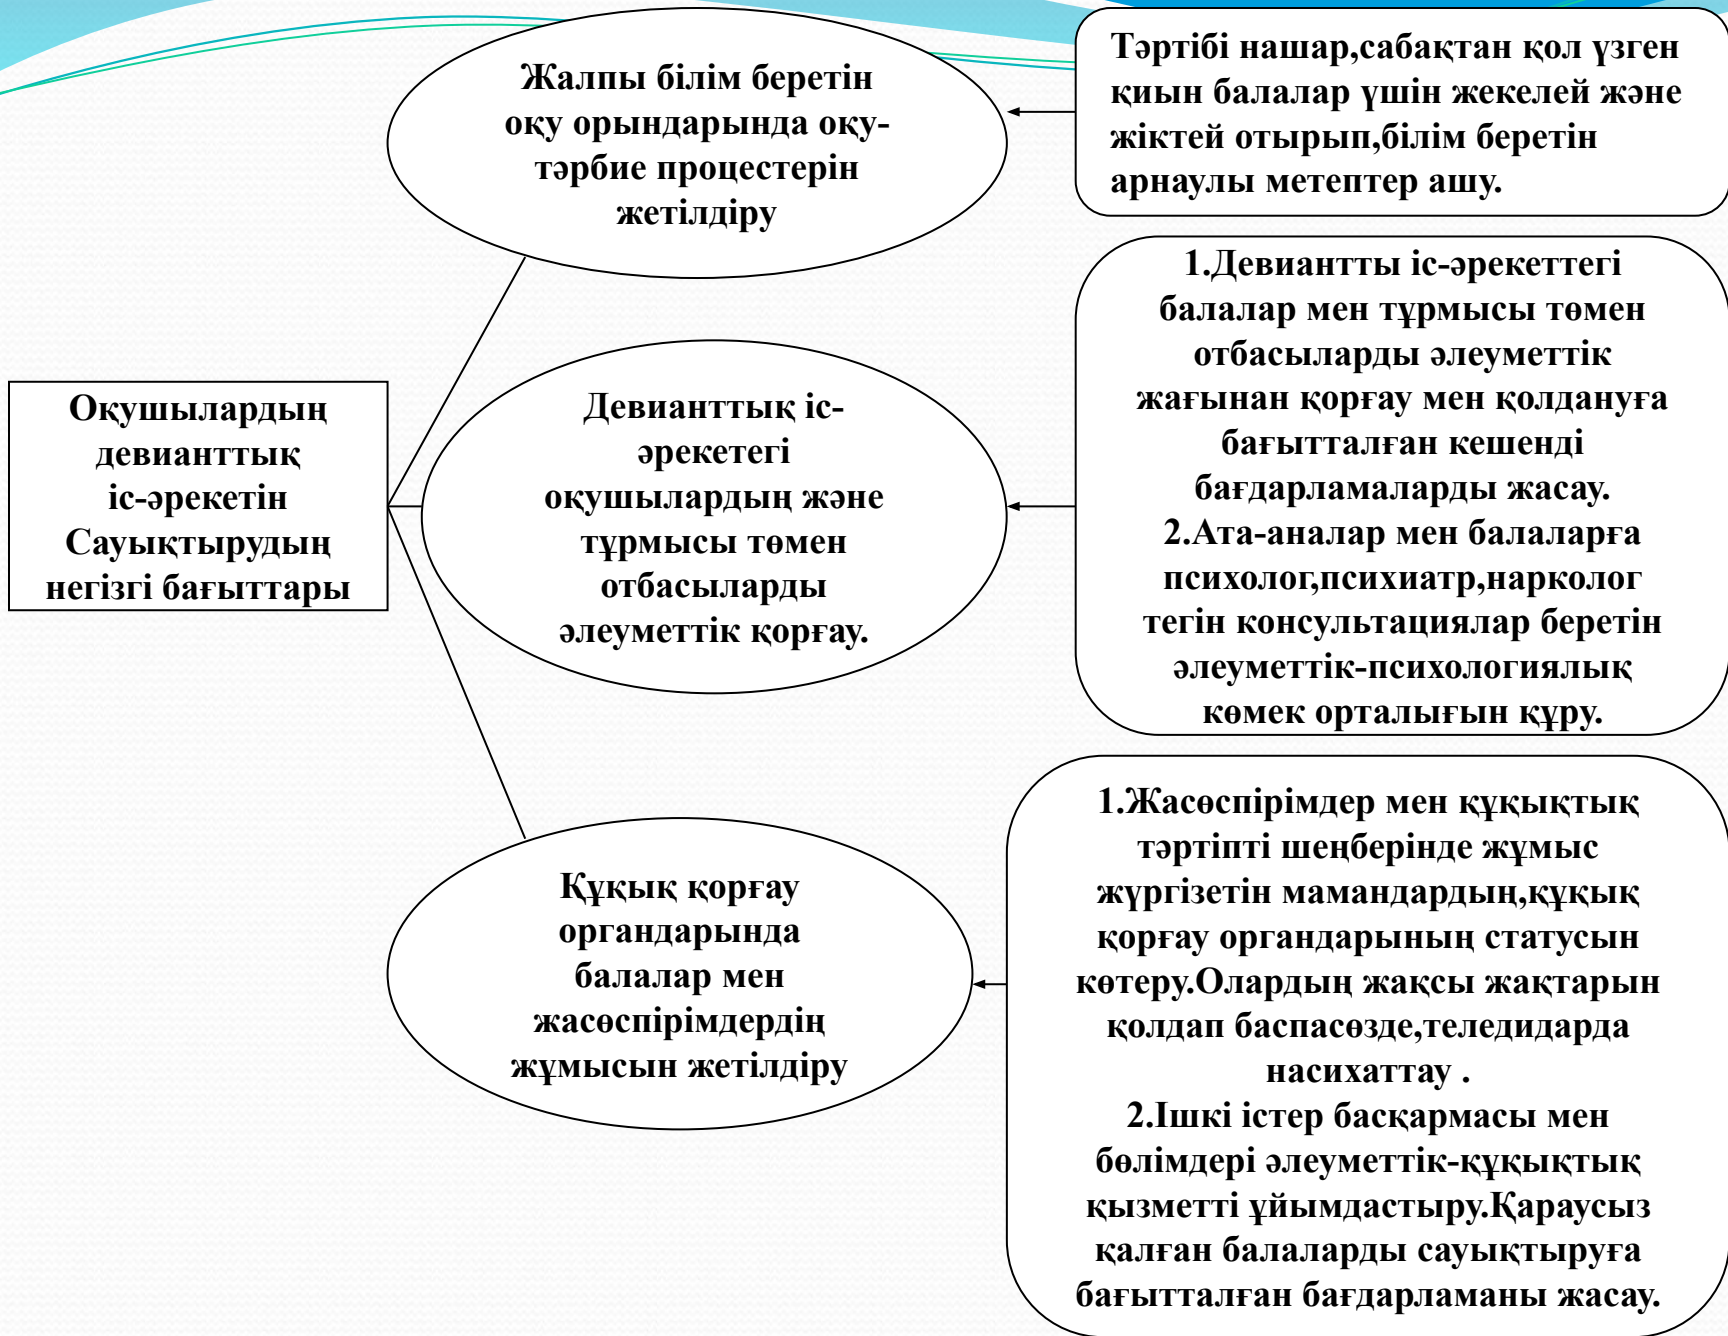 Жалпы білім беретін
оқу орындарында оқу-
тәрбие процестерін
жетілдіру
Тәртібі нашар,сабақтан қол үзген
қиын балалар үшін жекелей және
жіктей отырып,білім беретін
арнаулы метептер ашу.
Оқушылардың
девианттық
іс-әрекетін
Сауықтырудың
негізгі бағыттары
Девианттық іс-
әрекетегі
оқушылардың және
тұрмысы төмен
отбасыларды
әлеуметтік қорғау.
1.Девиантты іс-әрекеттегі
балалар мен тұрмысы төмен
отбасыларды әлеуметтік
жағынан қорғау мен қолдануға
бағытталған кешенді
бағдарламаларды жасау.
2.Ата-аналар мен балаларға
психолог,психиатр,нарколог
тегін консультациялар беретін
әлеуметтік-психологиялық
көмек орталығын құру.
Құқық қорғау
органдарында
балалар мен
жасөспірімдердің
жұмысын жетілдіру
1.Жасөспірімдер мен құқықтық
тәртіпті шеңберінде жұмыс
жүргізетін мамандардың,құқық
қорғау органдарының статусын
көтеру.Олардың жақсы жақтарын
қолдап баспасөзде,теледидарда
насихаттау .
2.Ішкі істер басқармасы мен
бөлімдері әлеуметтік-құқықтық
қызметті ұйымдастыру.Қараусыз
қалған балаларды сауықтыруға
бағытталған бағдарламаны жасау.